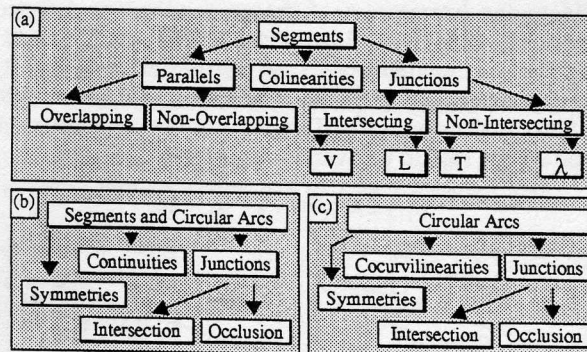 (a)
Segments
Parallels Colinearities Junctions
Overlapping Non-Overlapping Intersecting Non-Intersecting
V L T λ
(b)
Segments and Circular Arcs
Continuities Junctions
Symmetries
Intersection Occlusion
(c)
Circular Arcs
Cocurvilinearities Junctions
Symmetries
Intersection Occlusion